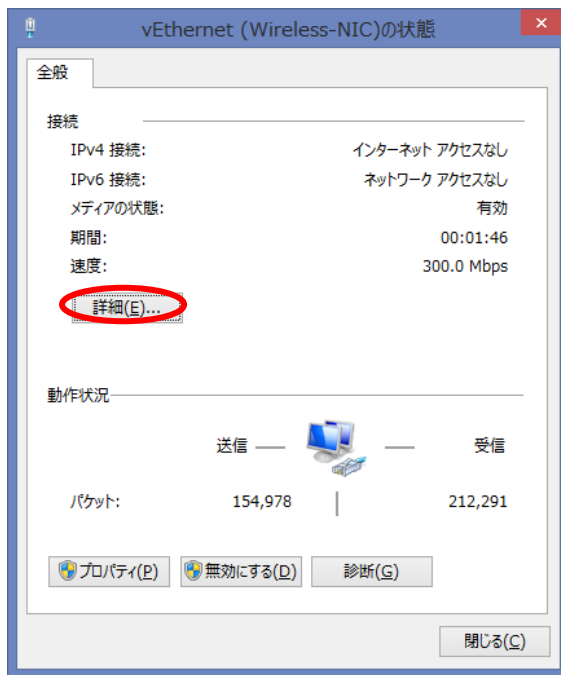 vEthernet (Wireless-NIC)の状態
全般
接続
IPv4 接続: インターネット アクセスなし
IPv6 接続: ネットワーク アクセスなし
メディアの状態: 有効
期間: 00:01:46
速度: 300.0 Mbps
詳細(E)...
動作状況
送信 受信
パケット: 154,978 212,291
プロパティ(P) 無効にする(D) 診断(G)
閉じる(C)